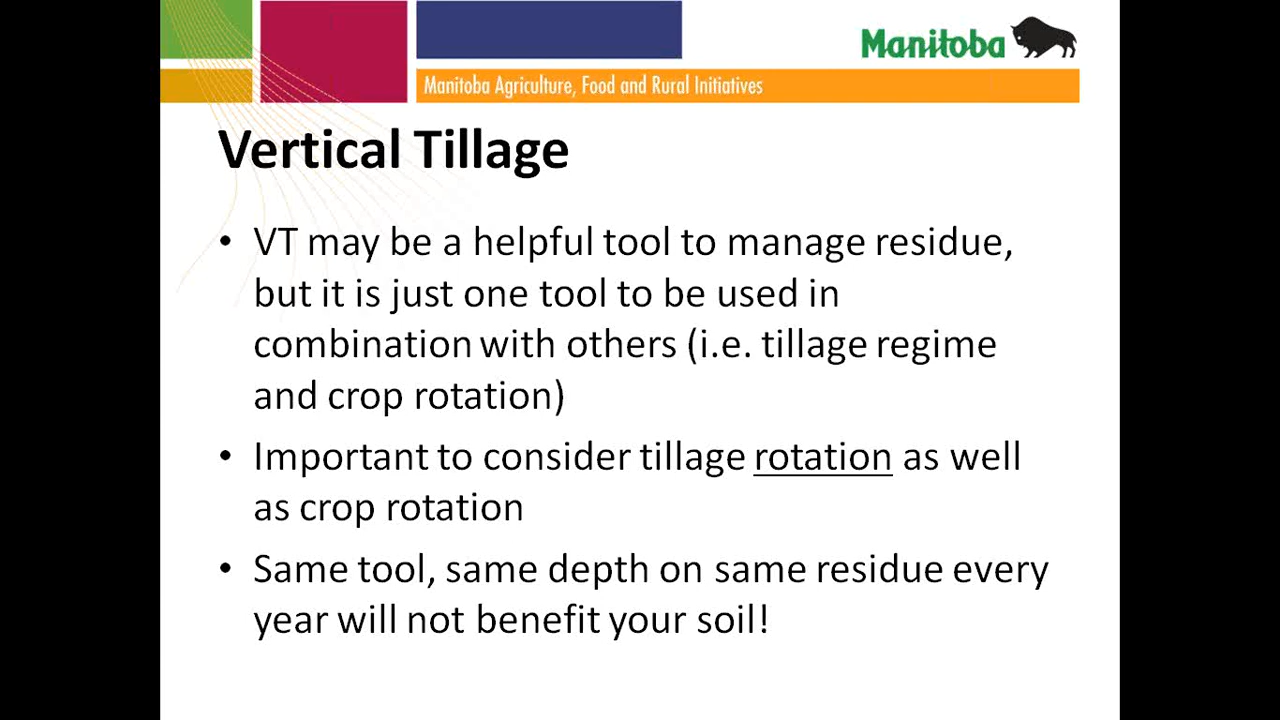 Manitoba
Manitoba Agriculture, Food and Rural Initiatives
Vertical Tillage
• VT may be a helpful tool to manage residue,
but it is just one tool to be used in
combination with others (i.e. tillage regime
and crop rotation)
• Important to consider tillage rotation as well
as crop rotation
• Same tool, same depth on same residue every
year will not benefit your soil!